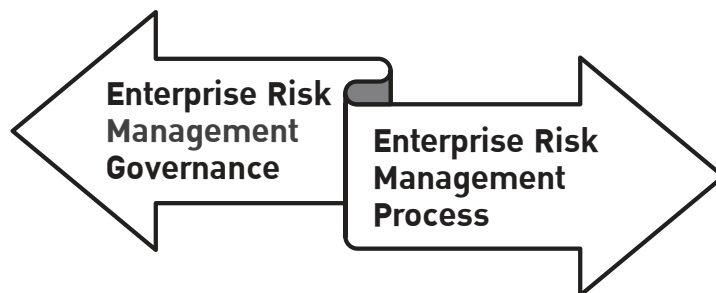 Enterprise Risk
Management
Governance
Enterprise Risk
Management
Process